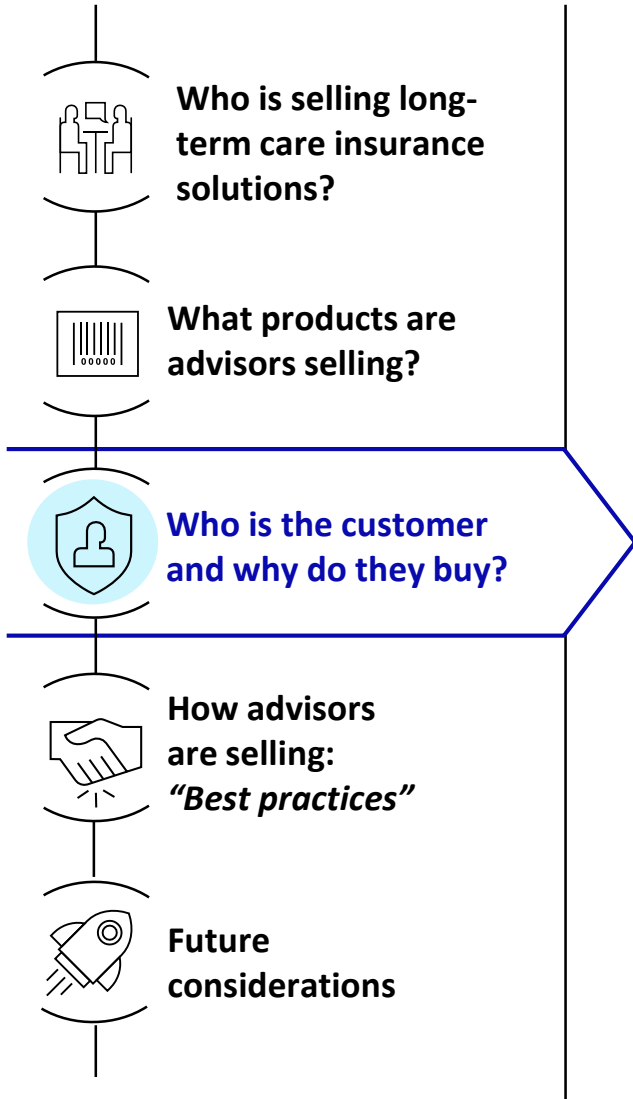 Who is selling long-
term care insurance
solutions?
00000
What products are
advisors selling?
Who is the customer
and why do they buy?
How advisors
are selling:
“Best practices”
Future
considerations